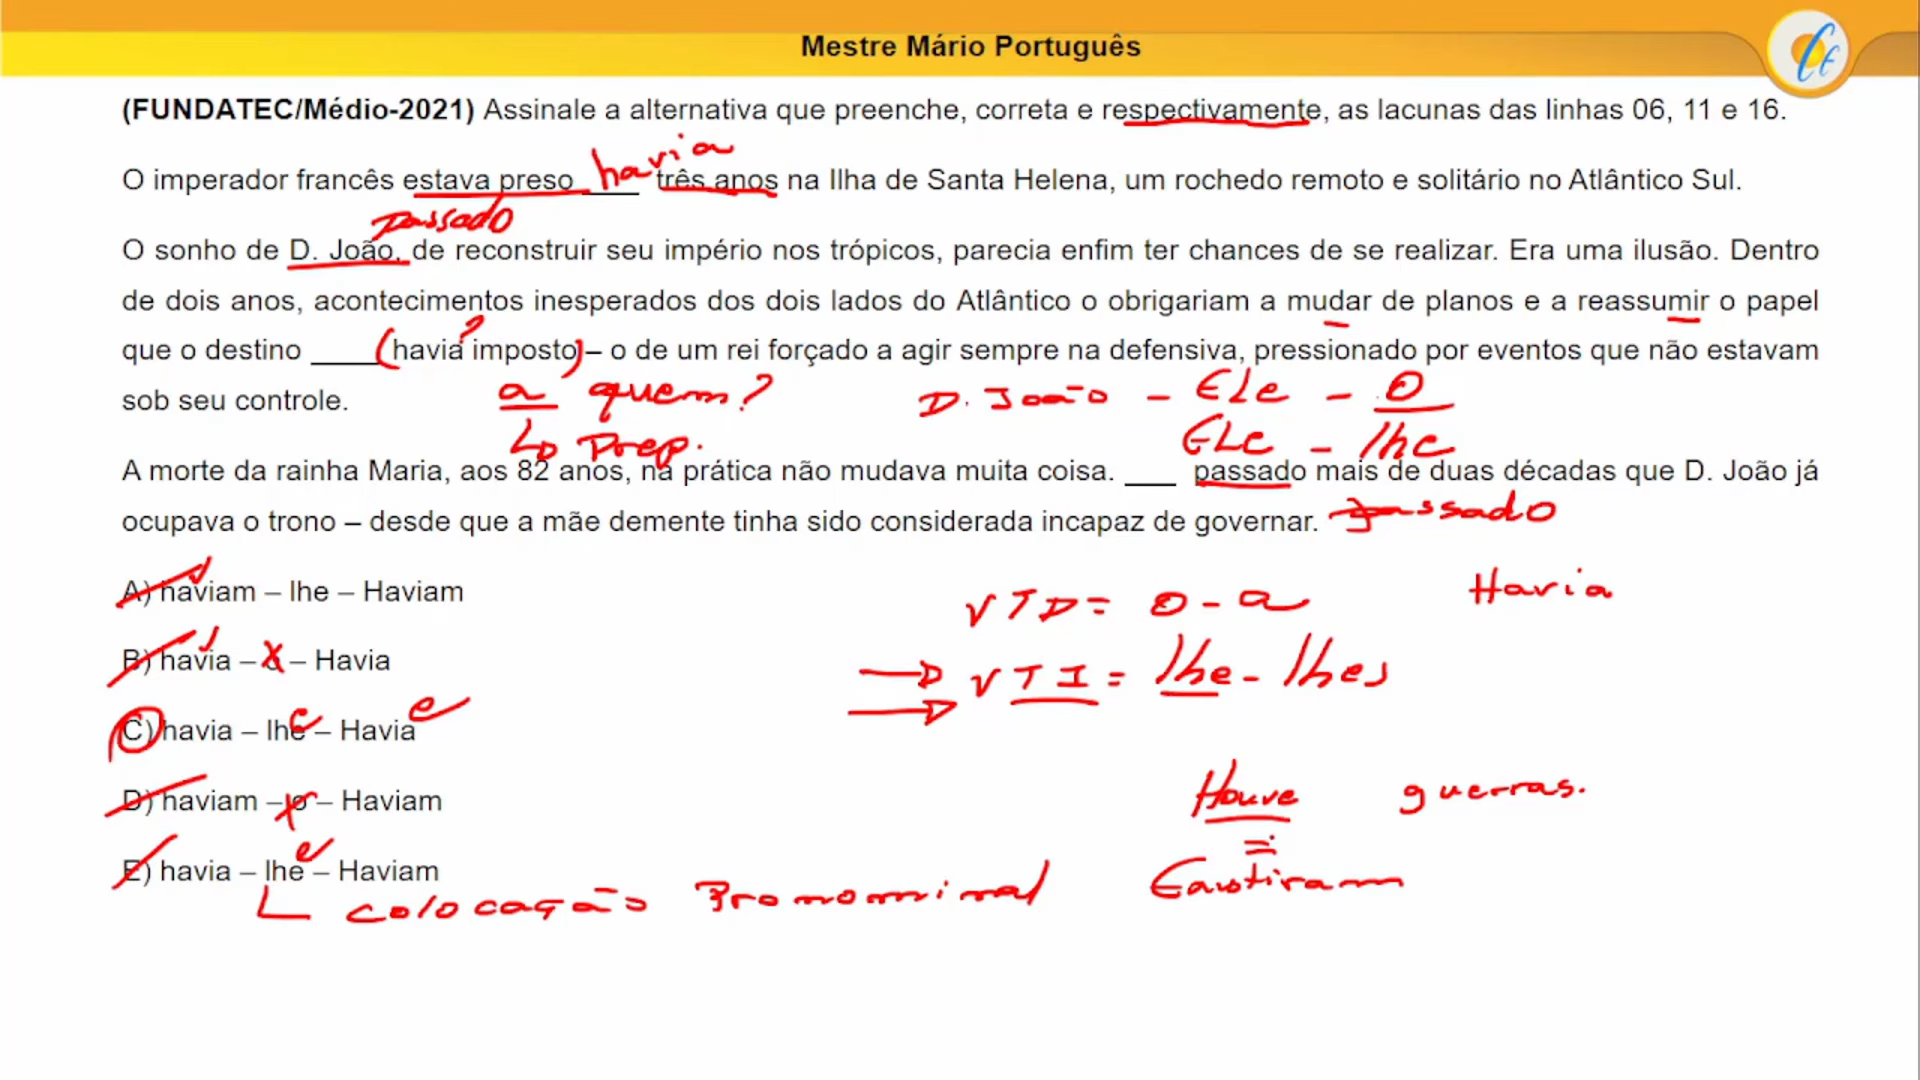 Mestre Mário Português
(FUNDATEC/Médio-2021) Assinale a alternativa que preenche, correta e respectivamente, as lacunas das linhas 06, 11 e 16.
havia
O imperador francês estava preso ____ três anos na Ilha de Santa Helena, um rochedo remoto e solitário no Atlântico Sul.
passado
O sonho de D. João, de reconstruir seu império nos trópicos, parecia enfim ter chances de se realizar. Era uma ilusão. Dentro
de dois anos, acontecimentos inesperados dos dois lados do Atlântico o obrigariam a mudar de planos e a reassumir o papel
?
que o destino ____ (havia imposto) – o de um rei forçado a agir sempre na defensiva, pressionado por eventos que não estavam
sob seu controle. a quem? D. João - ELE - O
Prep. ELE - lhe
A morte da rainha Maria, aos 82 anos, na prática não mudava muita coisa. ___ passado mais de duas décadas que D. João já
ocupava o trono – desde que a mãe demente tinha sido considerada incapaz de governar. passado
A) haviam – lhe – Haviam
VTD = O - a Havia
B) havia – o – Havia
VTI = lhe - lhes
C) havia – lhe – Havia
D) haviam – o – Haviam
Houve guerras.
=
E) havia – lhe – Haviam
colocação Pronominal Existiram